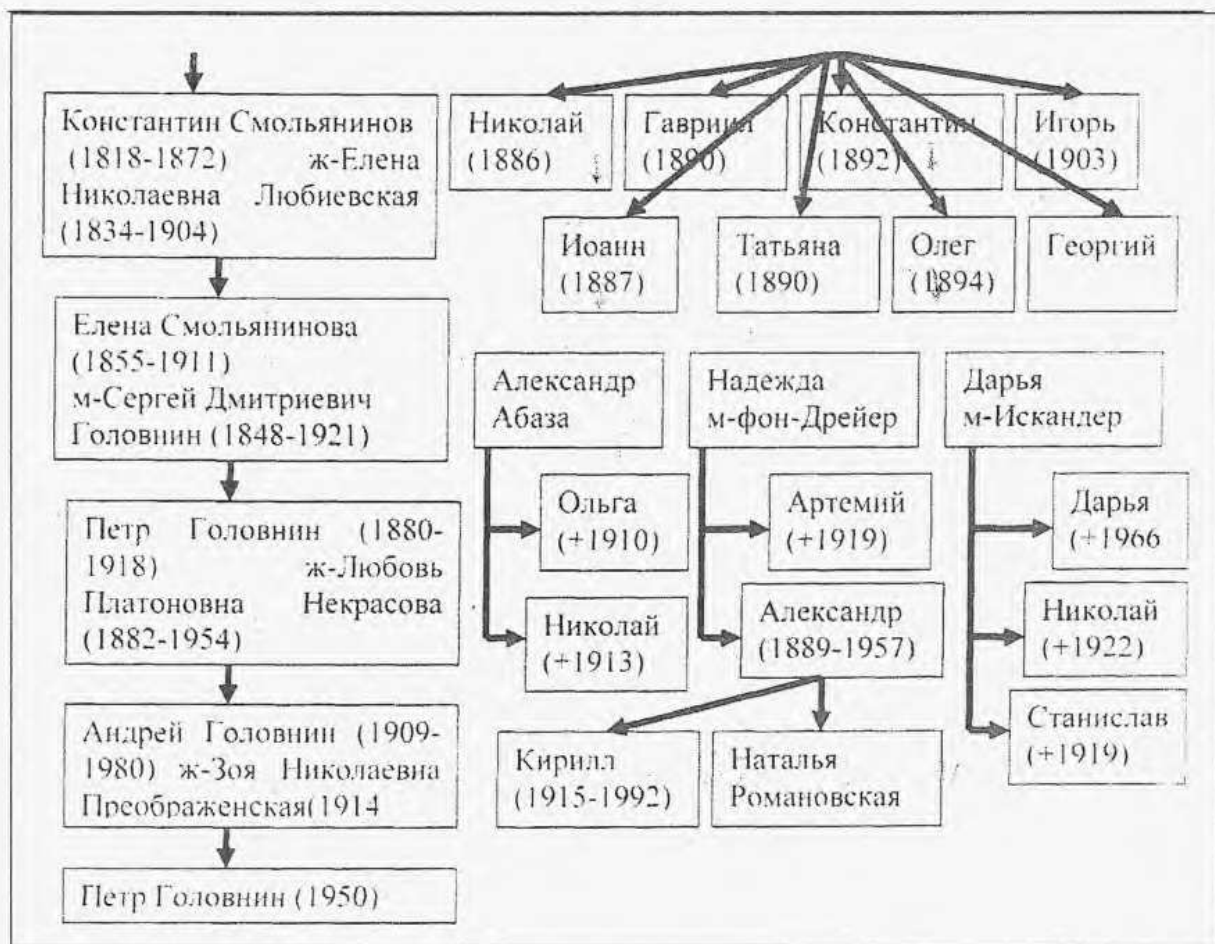 Константин Смольянинов
(1818-1872) ж-Елена
Николаевна Любиевская
(1834-1904)
Елена Смольянинова
(1855-1911)
м-Сергей Дмитриевич
Головнин (1848-1921)
Петр Головнин (1880-
1918) ж-Любовь
Платоновна Некрасова
(1882-1954)
Андрей Головнин (1909-
1980) ж-Зоя Николаевна
Преображенская(1914
Петр Головнин (1950)
Николай
(1886)
Гавриил
(1890)
Константин
(1892)
Игорь
(1903)
Иоанн
(1887)
Татьяна
(1890)
Олег
(1894)
Георгий
Александр
Абаза
Ольга
(+1910)
Николай
(+1913)
Надежда
м-фон-Дрейер
Артемий
(+1919)
Александр
(1889-1957)
Кирилл
(1915-1992)
Наталья
Романовская
Дарья
м-Искандер
Дарья
(+1966
Николай
(+1922)
Станислав
(+1919)